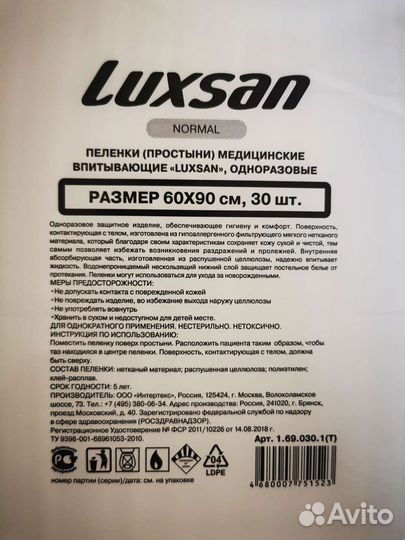 Luxsan
NORMAL
ПЕЛЕНКИ (ПРОСТЫНИ) МЕДИЦИНСКИЕ
ВПИТЫВАЮЩИЕ «LUXSAN», ОДНОРАЗОВЫЕ
РАЗМЕР 60Х90 см, 30 шт.
Одноразовое защитное изделие, обеспечивающее гигиену и комфорт. Поверхность,
контактирующая с телом, изготовлена из гипоаллергенного фильтрующего мягкого нетканого
материала, который благодаря своим характеристикам сохраняет кожу сухой и чистой, тем
самым позволяет избежать возникновения раздражений и пролежней. Внутренняя
абсорбирующая часть, изготовленная из распушенной целлюлозы, надежно впитывает
жидкость. Водонепроницаемый нескользящий нижний слой защищает постельное белье от
протекания. Пеленки могут использоваться для ухода за новорожденными.
МЕРЫ ПРЕДОСТОРОЖНОСТИ:
• Не допускать контакта с поврежденной кожей
• Не повреждать изделие, во избежание выхода наружу целлюлозы
• Не употреблять вовнутрь
• Хранить в сухом и недоступном для детей месте.
ДЛЯ ОДНОКРАТНОГО ПРИМЕНЕНИЯ. НЕСТЕРИЛЬНО. НЕТОКСИЧНО.
ИНСТРУКЦИЯ ПО ИСПОЛЬЗОВАНИЮ:
Поместить пеленку поверх простыни. Расположить пациента таким образом, чтобы
таз находился в центре пеленки. Поверхность, контактирующая с телом, должна
быть сверху.
СОСТАВ ПЕЛЕНКИ: нетканый материал; распушенная целлюлоза; полиэтилен;
клей-расплав.
СРОК ГОДНОСТИ: 5 лет.
ПРОИЗВОДИТЕЛЬ: ООО «Интертекс», Россия, 125424, г. Москва, Волоколамское
шоссе, 73. Тел.: +7 (495) 380-06-34. Адрес производства: Россия, 241020, г. Брянск,
проезд Московский, д. 40. Зарегистрировано федеральной службой по надзору
в сфере здравоохранения (РОСЗДРАВНАДЗОР).
Регистрационное Удостоверение № ФСР 2011/10226 от 14.08.2018 г.
ТУ 9398-001-68961053-2010.
Арт. 1.69.030.1(Т)
04
LDPE
4 680007 751523
номер партии (серии)/дата: см. на упаковке
Avito